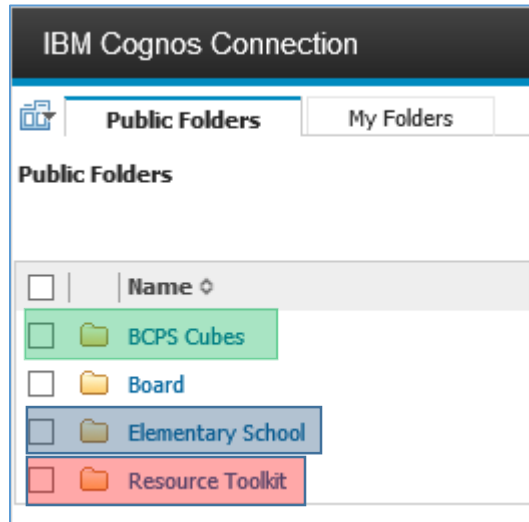 IBM Cognos Connection
Public Folders My Folders
Public Folders
Name
BCPS Cubes
Board
Elementary School
Resource Toolkit